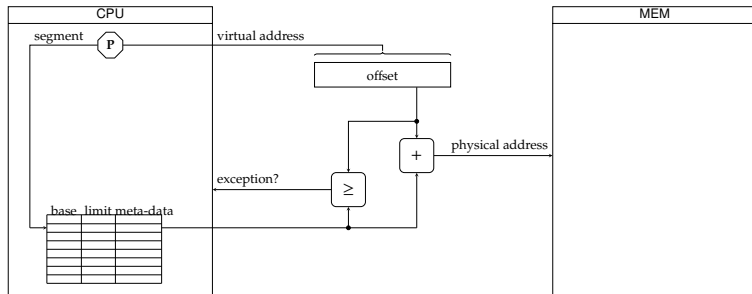 CPU
MEM
segment
P
virtual address
offset
+
physical address
exception?
≥
base limit meta-data